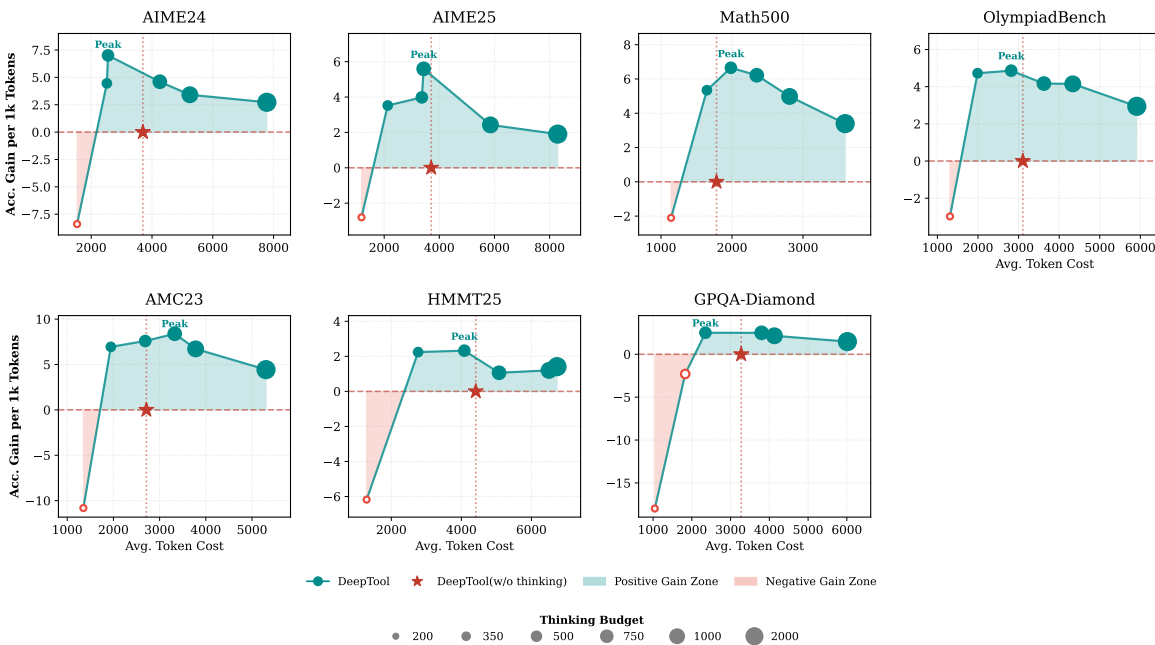 AIME24
AIME25
Math500
OlympiadBench
Acc. Gain per 1k Tokens
7.5
5.0
2.5
0.0
−2.5
−5.0
−7.5
Peak
2000 4000 6000 8000
6
4
2
0
−2
Peak
2000 4000 6000 8000
8
6
4
2
0
−2
Peak
1000 2000 3000
6
4
2
0
−2
Peak
1000 2000 3000 4000 5000 6000
Avg. Token Cost
AMC23
HMMT25
GPQA-Diamond
Acc. Gain per 1k Tokens
10
5
0
−5
−10
Peak
1000 2000 3000 4000 5000
Avg. Token Cost
4
2
0
−2
−4
−6
Peak
2000 4000 6000
Avg. Token Cost
0
−5
−10
−15
Peak
1000 2000 3000 4000 5000 6000
Avg. Token Cost
DeepTool DeepTool(w/o thinking) Positive Gain Zone Negative Gain Zone
Thinking Budget
200 350 500 750 1000 2000